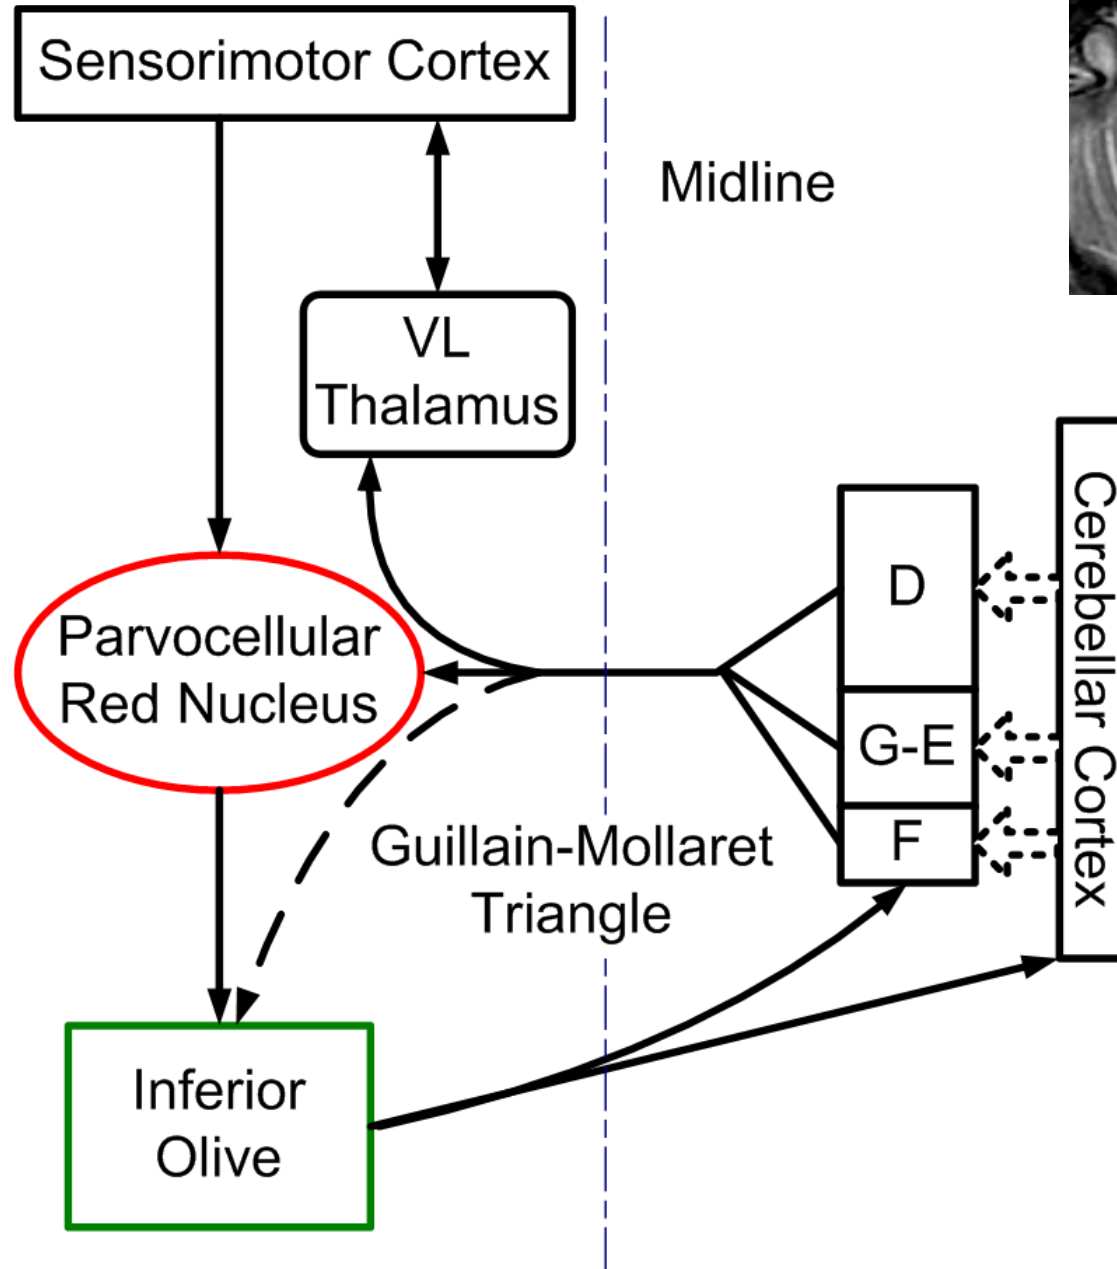 Sensorimotor Cortex
Midline
VL
Thalamus
Parvocellular
Red Nucleus
D
G-E
F
Cerebellar Cortex
Guillain-Mollaret
Triangle
Inferior
Olive